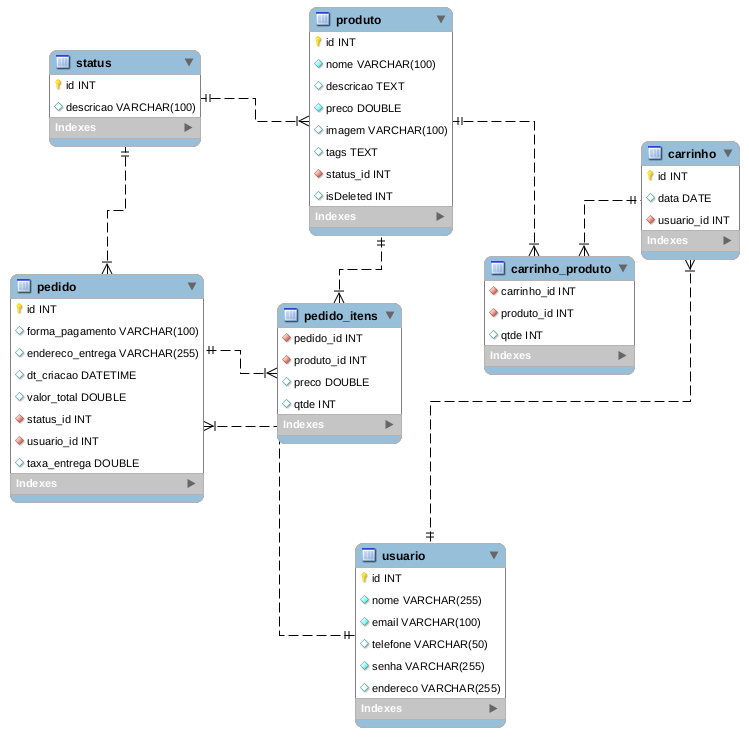 produto
id INT
nome VARCHAR(100)
descricao TEXT
preco DOUBLE
imagem VARCHAR(100)
tags TEXT
status_id INT
isDeleted INT
Indexes
status
id INT
descricao VARCHAR(100)
Indexes
carrinho
id INT
data DATE
usuario_id INT
Indexes
carrinho_produto
carrinho_id INT
produto_id INT
qtde INT
Indexes
pedido
id INT
forma_pagamento VARCHAR(100)
endereco_entrega VARCHAR(255)
dt_criacao DATETIME
valor_total DOUBLE
status_id INT
usuario_id INT
taxa_entrega DOUBLE
Indexes
pedido_itens
pedido_id INT
produto_id INT
preco DOUBLE
qtde INT
Indexes
usuario
id INT
nome VARCHAR(255)
email VARCHAR(100)
telefone VARCHAR(50)
senha VARCHAR(255)
endereco VARCHAR(255)
Indexes